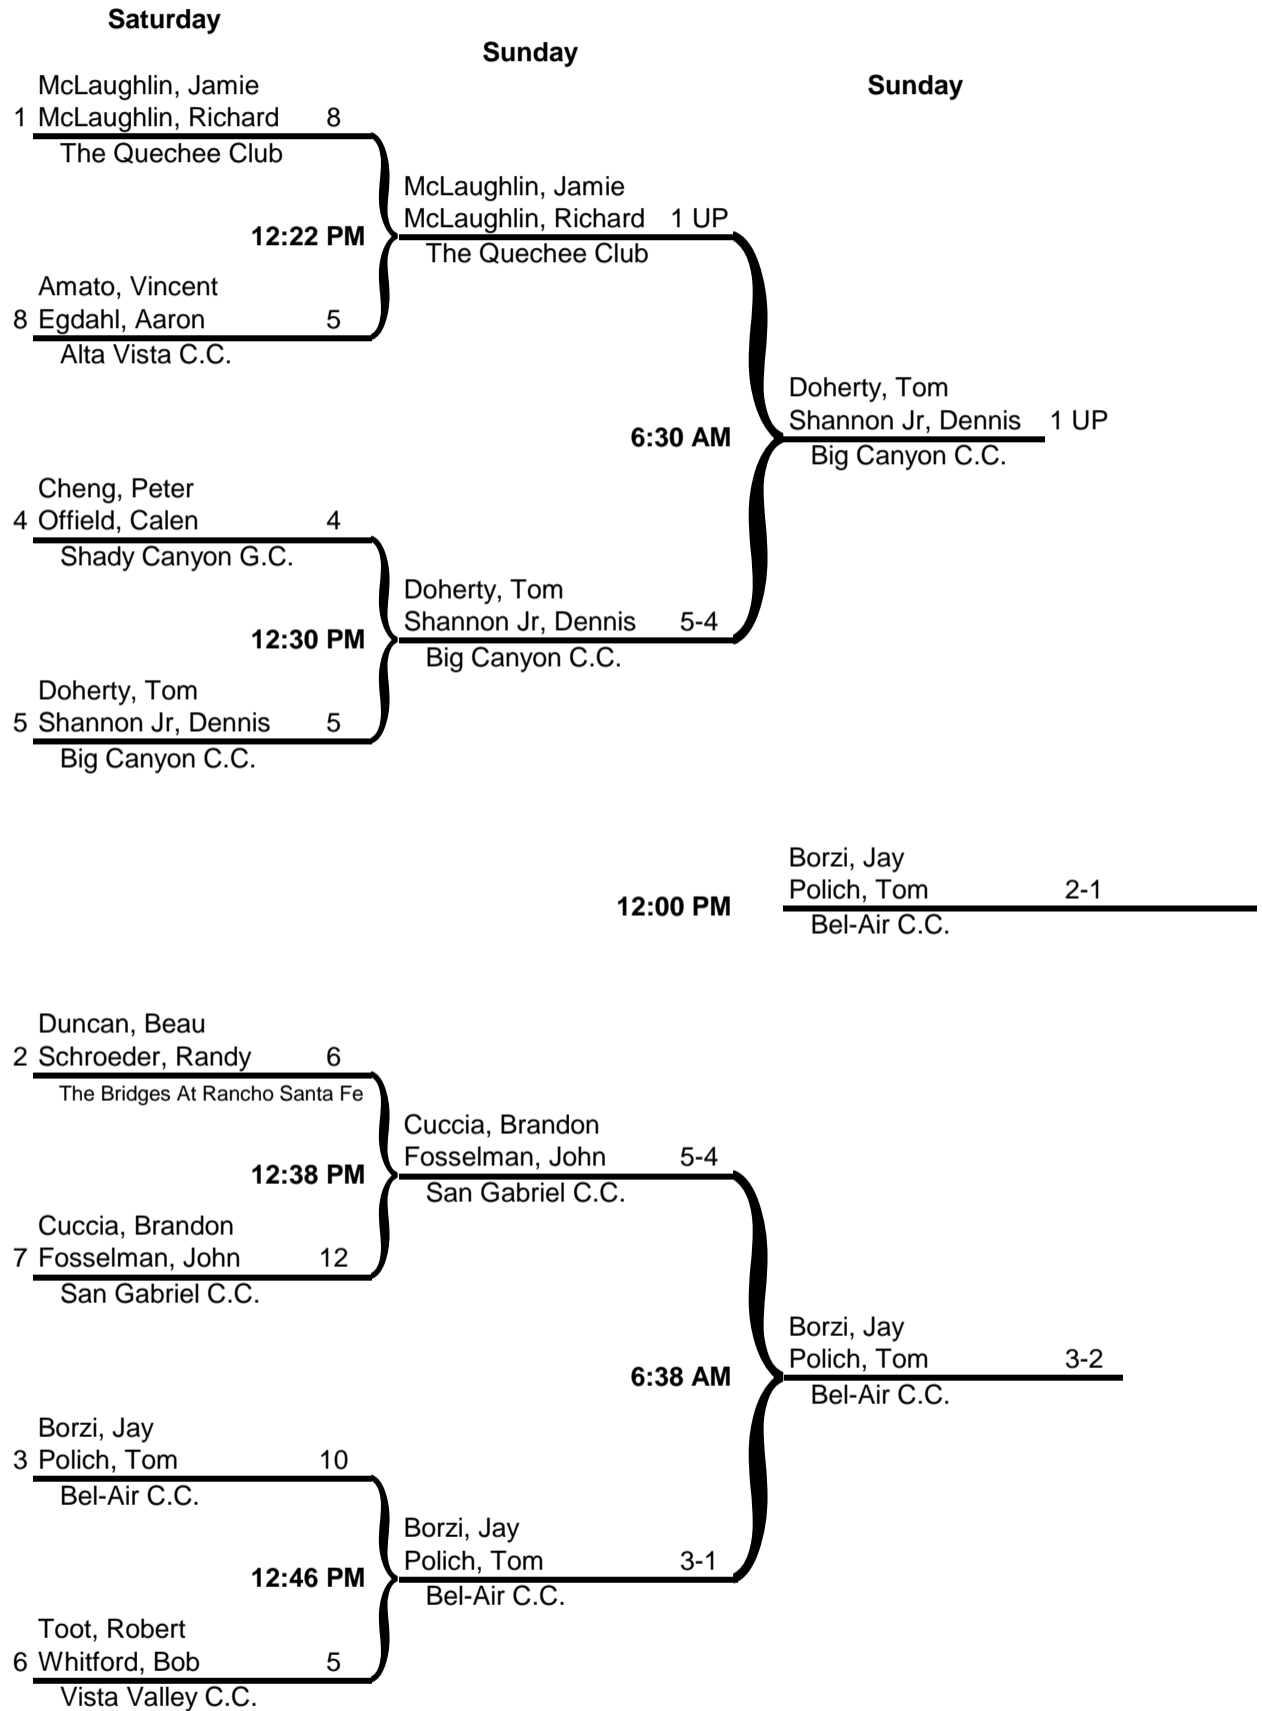 Saturday
Sunday
Sunday
McLaughlin, Jamie
1 McLaughlin, Richard 8
The Quechee Club
12:22 PM
Amato, Vincent
8 Egdahl, Aaron 5
Alta Vista C.C.
McLaughlin, Jamie
McLaughlin, Richard 1 UP
The Quechee Club
6:30 AM
Cheng, Peter
4 Offield, Calen 4
Shady Canyon G.C.
12:30 PM
Doherty, Tom
5 Shannon Jr, Dennis 5
Big Canyon C.C.
Doherty, Tom
Shannon Jr, Dennis 5-4
Big Canyon C.C.
Doherty, Tom
Shannon Jr, Dennis 1 UP
Big Canyon C.C.
12:00 PM
Borzi, Jay
Polich, Tom 2-1
Bel-Air C.C.
Duncan, Beau
2 Schroeder, Randy 6
The Bridges At Rancho Santa Fe
12:38 PM
Cuccia, Brandon
7 Fosselman, John 12
San Gabriel C.C.
Cuccia, Brandon
Fosselman, John 5-4
San Gabriel C.C.
6:38 AM
Borzi, Jay
3 Polich, Tom 10
Bel-Air C.C.
12:46 PM
Toot, Robert
6 Whitford, Bob 5
Vista Valley C.C.
Borzi, Jay
Polich, Tom 3-1
Bel-Air C.C.
Borzi, Jay
Polich, Tom 3-2
Bel-Air C.C.